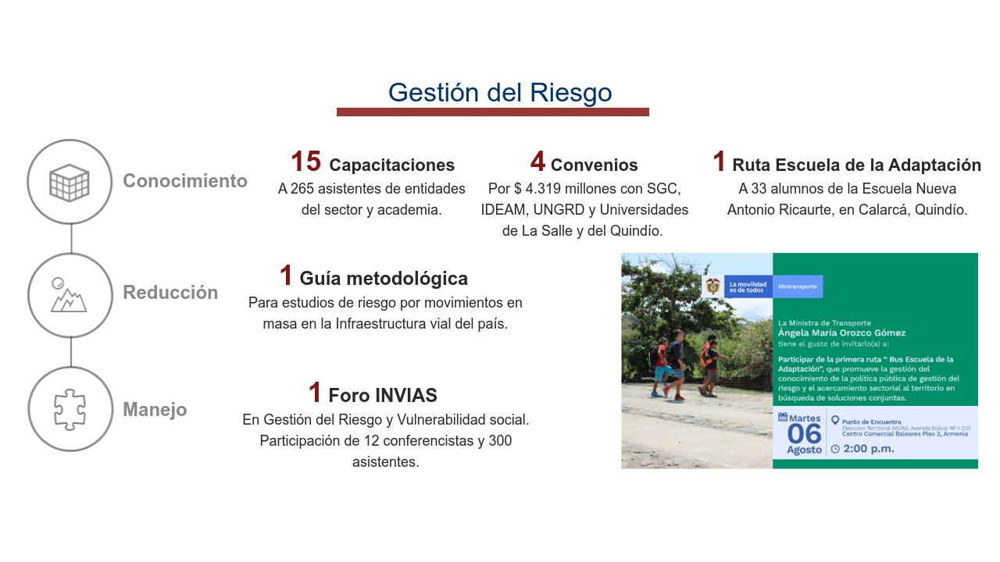 Gestión del Riesgo
Conocimiento
15 Capacitaciones
A 265 asistentes de entidades
del sector y academia.
4 Convenios
Por $ 4.319 millones con SGC,
IDEAM, UNGRD y Universidades
de La Salle y del Quindío.
1 Ruta Escuela de la Adaptación
A 33 alumnos de la Escuela Nueva
Antonio Ricaurte, en Calarcá, Quindío.
Reducción
1 Guía metodológica
Para estudios de riesgo por movimientos en
masa en la Infraestructura vial del país.
Manejo
1 Foro INVIAS
En Gestión del Riesgo y Vulnerabilidad social.
Participación de 12 conferencistas y 300
asistentes.
La movilidad
es de todos
Mintransporte
La Ministra de Transporte
Ángela María Orozco Gómez
tiene el gusto de invitarlo(a) a:
Participar de la primera ruta “ Bus Escuela de la
Adaptación”, que promueve la gestión del
conocimiento de la política pública de gestión del
riesgo y el acercamiento sectorial al territorio en
búsqueda de soluciones conjuntas.
Martes
06
Agosto
Punto de Encuentro
Dirección Territorial INVÍAS, Avenida Bolívar Nº 1-223
Centro Comercial Baleares Piso 2, Armenia
2:00 p.m.